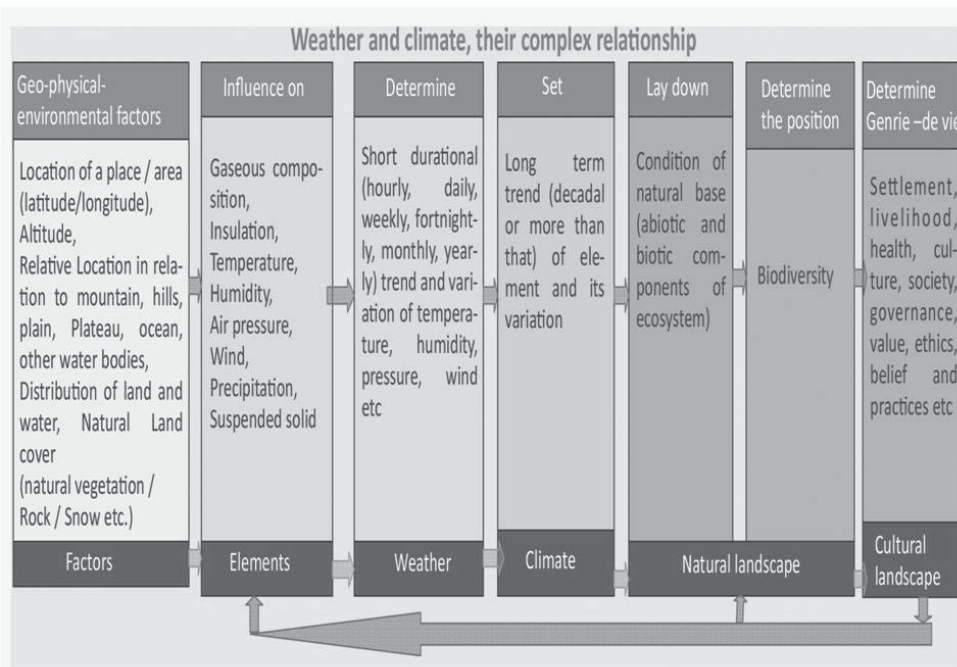 Weather and climate, their complex relationship
Geo-physical-
environmental factors
Location of a place / area
(latitude/longitude),
Altitude,
Relative Location in rela-
tion to mountain, hills,
plain, Plateau, ocean,
other water bodies,
Distribution of land and
water, Natural Land
cover
(natural vegetation /
Rock / Snow etc.)
Factors
Influence on
Gaseous compo-
sition,
Insulation,
Temperature,
Humidity,
Air pressure,
Wind,
Precipitation,
Suspended solid
Elements
Determine
Short durational
(hourly, daily,
weekly, fortnight-
ly, monthly, year-
ly) trend and vari-
ation of tempera-
ture, humidity,
pressure, wind
etc
Weather
Set
Long term
trend (decadal
or more than
that) of ele-
ment and its
variation
Climate
Lay down
Condition of
natural base
(abiotic and
biotic com-
ponents of
ecosystem)
Determine
the position
Biodiversity
Natural landscape
Determine
Genrie –de vie
Settlement,
livelihood,
health, cul-
ture, society,
governance,
value, ethics,
belief and
practices etc
Cultural
landscape